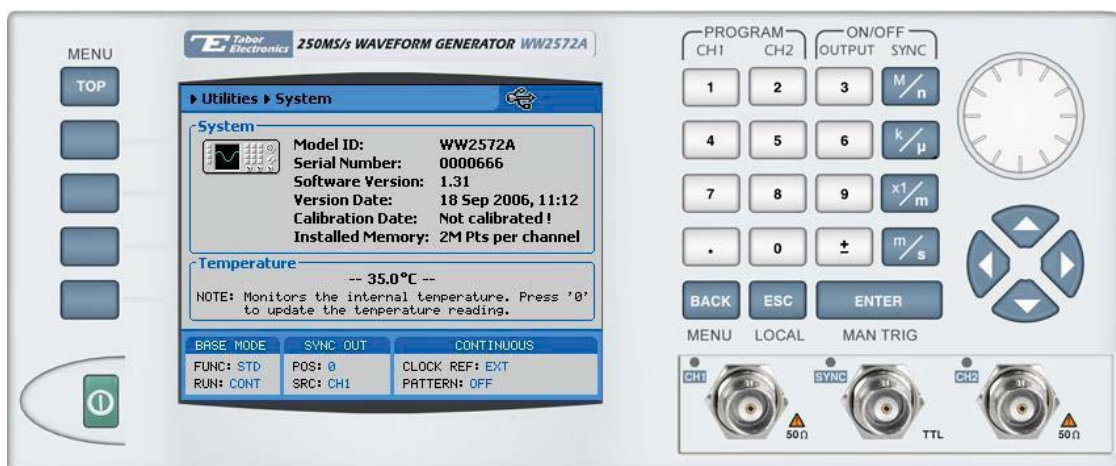 MENU
TOP
Tabor Electronics 250MS/s WAVEFORM GENERATOR WW2572A
Utilities System
System
Model ID: WW2572A
Serial Number: 0000666
Software Version: 1.31
Version Date: 18 Sep 2006, 11:12
Calibration Date: Not calibrated !
Installed Memory: 2M Pts per channel
Temperature
-- 35.0°C --
NOTE: Monitors the internal temperature. Press '0'
to update the temperature reading.
BASE MODE SYNC OUT CONTINUOUS
FUNC: STD POS: 0 CLOCK REF: EXT
RUN: CONT SRC: CH1 PATTERN: OFF
PROGRAM ON/OFF
CH1 CH2 OUTPUT SYNC
1 2 3 M/n
4 5 6 k/µ
7 8 9 x1/m
. 0 ± m/s
BACK ESC ENTER
MENU LOCAL MAN TRIG
CH1 SYNC CH2
50Ω TTL 50Ω